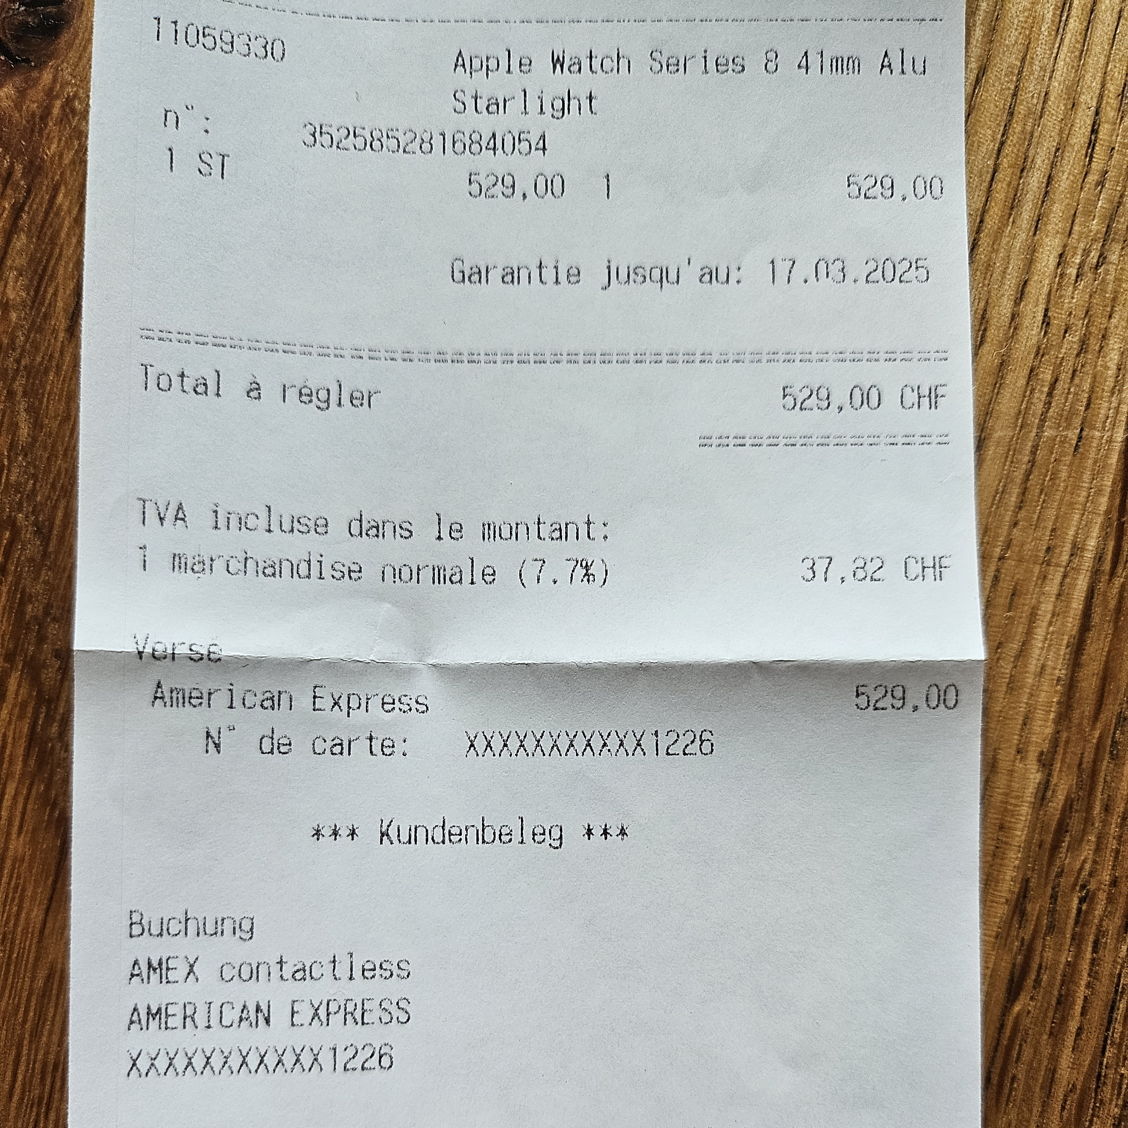 11059330
Apple Watch Series 8 41mm Alu
Starlight
n°: 352585281684054
1 ST 529,00 1 529,00
Garantie jusqu'au: 17.03.2025
Total à régler 529,00 CHF
TVA incluse dans le montant:
1 marchandise normale (7.7%) 37,82 CHF
Versé
American Express 529,00
N° de carte: XXXXXXXXXXX1226
*** Kundenbeleg ***
Buchung
AMEX contactless
AMERICAN EXPRESS
XXXXXXXXXXX1226